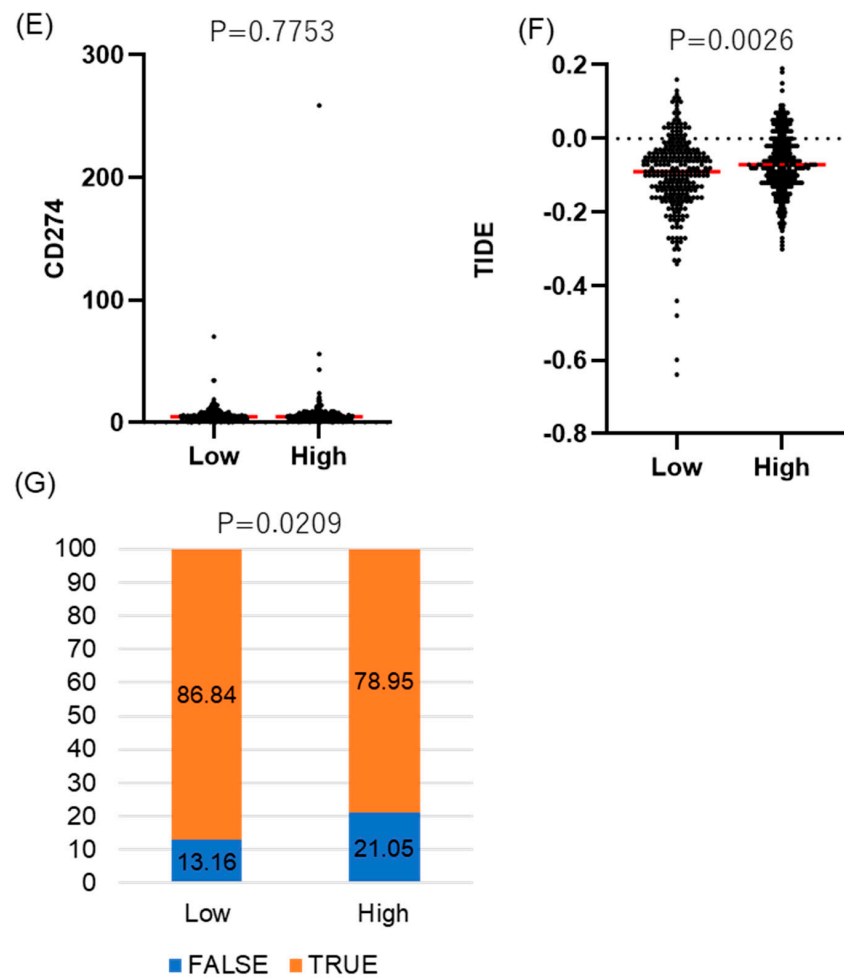 (E)
P=0.7753
300
200
100
0
CD274
Low High
(F)
P=0.0026
0.2
0.0
-0.2
-0.4
-0.6
-0.8
TIDE
Low High
(G)
P=0.0209
100
90
80
70
60
50
40
30
20
10
0
86.84 78.95
13.16 21.05
Low High
FALSE TRUE